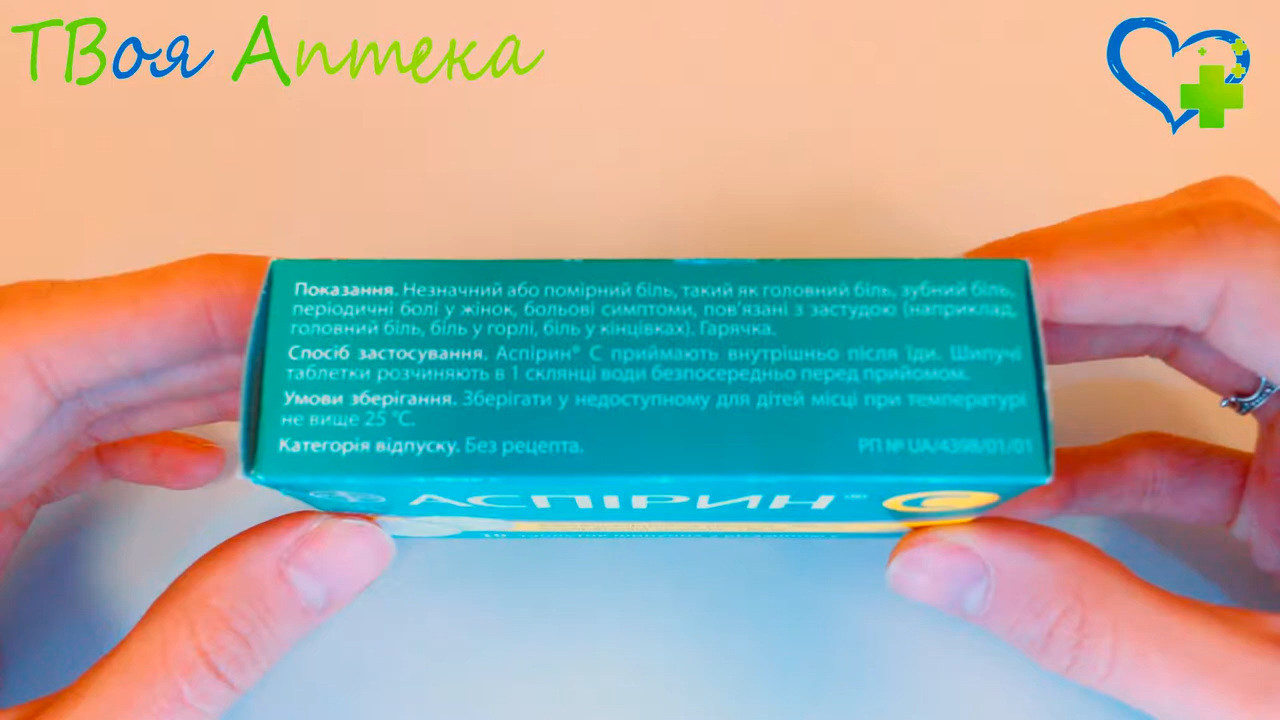 ТВоя Аптека
Показання. Незначний або помірний біль, такий як головний біль, зубний біль,
періодичні болі у жінок, больові симптоми, пов'язані з застудою (наприклад,
головний біль, біль у горлі, біль у кінцівках). Гарячка.
Спосіб застосування. Аспірин® С приймають внутрішньо після їди. Шипучі
таблетки розчиняють в 1 склянці води безпосередньо перед прийомом.
Умови зберігання. Зберігати у недоступному для дітей місці при температурі
не вище 25 °С.
Категорія відпуску. Без рецепта. РП № UA/4398/01/01
АСПІРИН® С